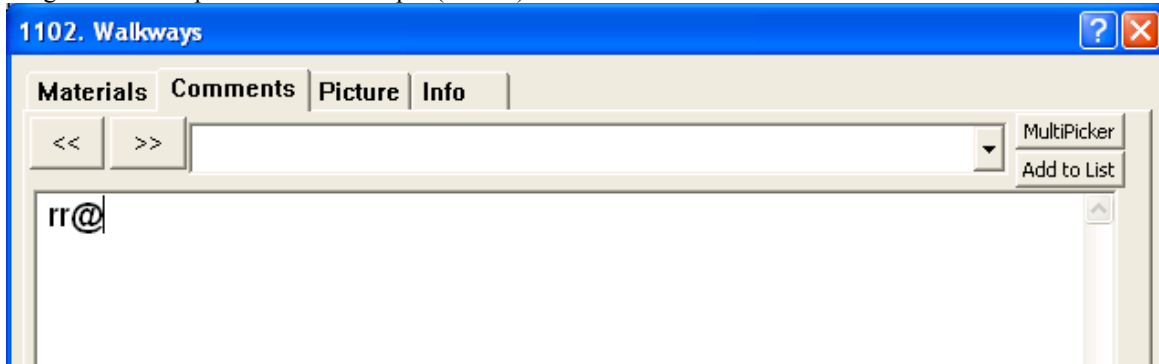 1102. Walkways
Materials Comments Picture Info
<< >> MultiPicker
Add to List
rr@